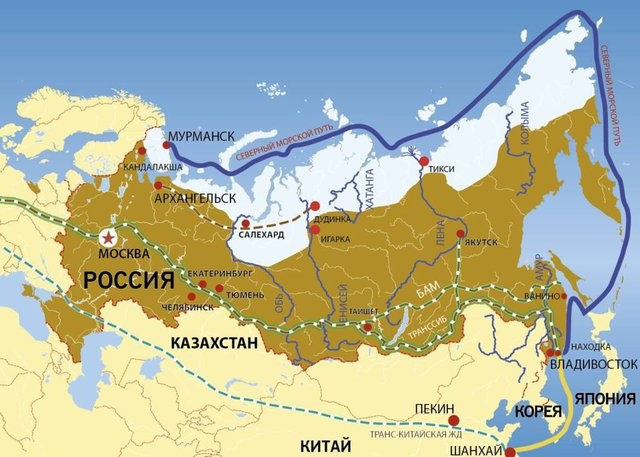 СЕВЕРНЫЙ МОРСКОЙ ПУТЬ
СЕВЕРНЫЙ МОРСКОЙ ПУТЬ
МУРМАНСК
КАНДАЛАКША
АРХАНГЕЛЬСК
САЛЕХАРД
ДУДИНКА
ИГАРКА
ХАТАНГА
ТИКСИ
КОЛЫМА
ЛЕНА
ЯКУТСК
МОСКВА
РОССИЯ
ЕКАТЕРИНБУРГ
ТЮМЕНЬ
ЧЕЛЯБИНСК
ОБЬ
ЕНИСЕЙ
ТАЙШЫТ
БАМ
ТРАНССИБ
АМУР
ВАНИНО
НАХОДКА
ВЛАДИВОСТОК
КАЗАХСТАН
ПЕКИН
ТРАНС-КИТАЙСКАЯ ЖД
КИТАЙ
ШАНХАЙ
КОРЕЯ
ЯПОНИЯ